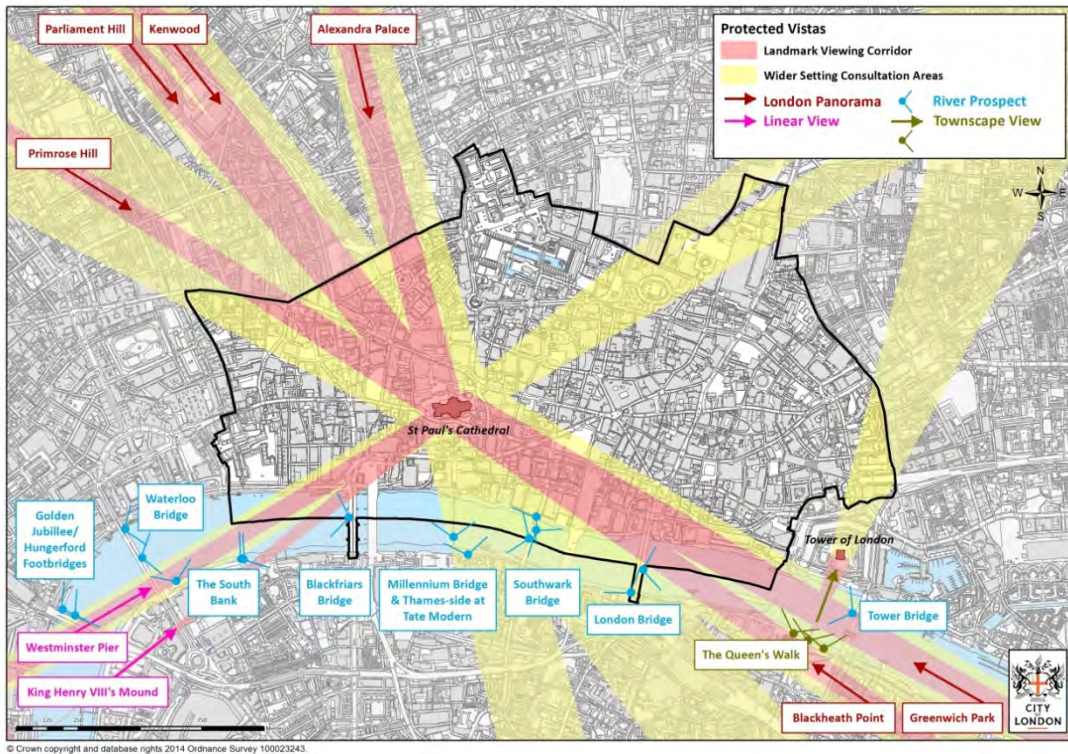 Parliament Hill
Kenwood
Alexandra Palace
Primrose Hill
Protected Vistas
Landmark Viewing Corridor
Wider Setting Consultation Areas
London Panorama
River Prospect
Linear View
Townscape View
N
W
E
S
St Paul's Cathedral
Tower of London
Golden
Jubillee/
Hungerford
Footbridges
Waterloo
Bridge
The South
Bank
Blackfriars
Bridge
Millennium Bridge
& Thames-side at
Tate Modern
Southwark
Bridge
London Bridge
Tower Bridge
The Queen's Walk
Westminster Pier
King Henry VIII's Mound
Blackheath Point
Greenwich Park
CITY
OF
LONDON
© Crown copyright and database rights 2014 Ordnance Survey 100023243.